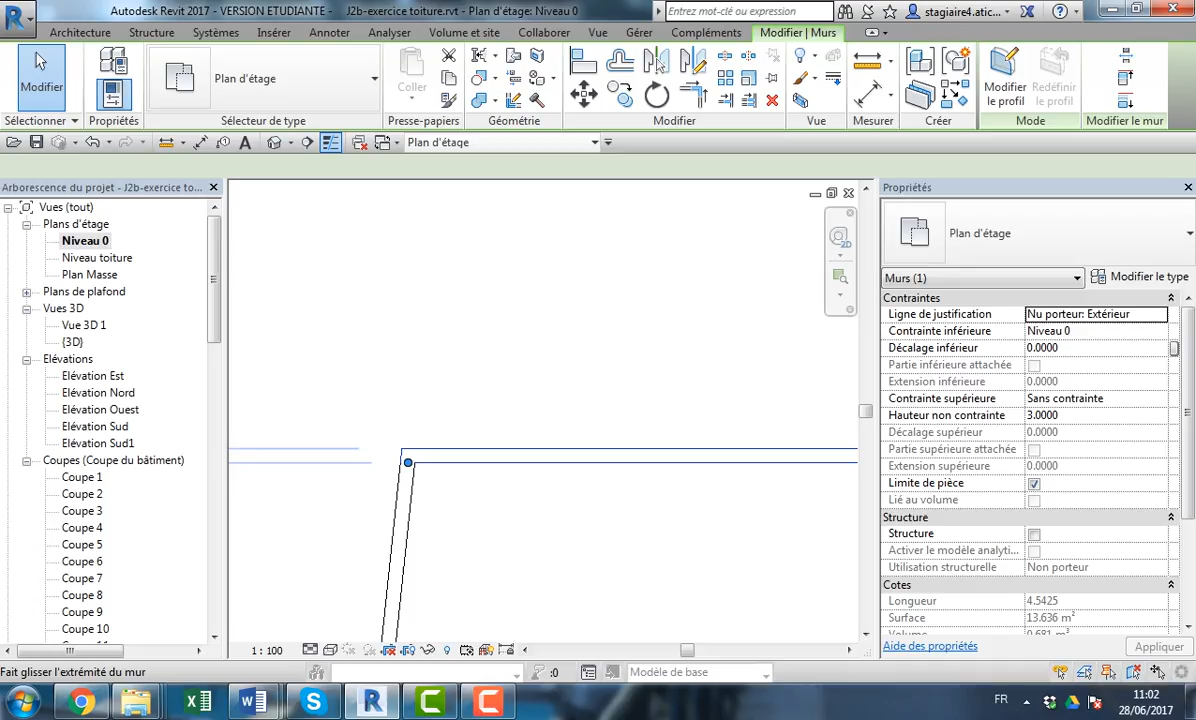 Autodesk Revit 2017 - VERSION ETUDIANTE - J2b-exercice toiture.rvt - Plan d'étage: Niveau 0
Entrez mot-clé ou expression
stagiaire4.atic...
Architecture Structure Systèmes Insérer Annoter Analyser Volume et site Collaborer Vue Gérer Compléments Modifier | Murs
Modifier
Plan d'étage
Coller
Modifier le profil
Redéfinir le profil
Sélectionner Propriétés Sélecteur de type Presse-papiers Géométrie Modifier Vue Mesurer Créer Mode Modifier le mur
Plan d'étage
Arborescence du projet - J2b-exercice to...
Vues (tout)
Plans d'étage
Niveau 0
Niveau toiture
Plan Masse
Plans de plafond
Vues 3D
Vue 3D 1
{3D}
Elévations
Elévation Est
Elévation Nord
Elévation Ouest
Elévation Sud
Elévation Sud1
Coupes (Coupe du bâtiment)
Coupe 1
Coupe 2
Coupe 3
Coupe 4
Coupe 5
Coupe 6
Coupe 7
Coupe 8
Coupe 9
Coupe 10
2D
Propriétés
Plan d'étage
Murs (1)
Modifier le type
Contraintes
Ligne de justification Nu porteur: Extérieur
Contrainte inférieure Niveau 0
Décalage inférieur 0.0000
Partie inférieure attachée
Extension inférieure 0.0000
Contrainte supérieure Sans contrainte
Hauteur non contrainte 3.0000
Décalage supérieur 0.0000
Partie supérieure attachée
Extension supérieure 0.0000
Limite de pièce
Lié au volume
Structure
Structure
Activer le modèle analyti...
Utilisation structurelle Non porteur
Cotes
Longueur 4.5425
Surface 13.636 m²
Volume 0.681 m³
Aide des propriétés
Appliquer
1 : 100
Fait glisser l'extrémité du mur
:0
Modèle de base
FR
11:02
28/06/2017